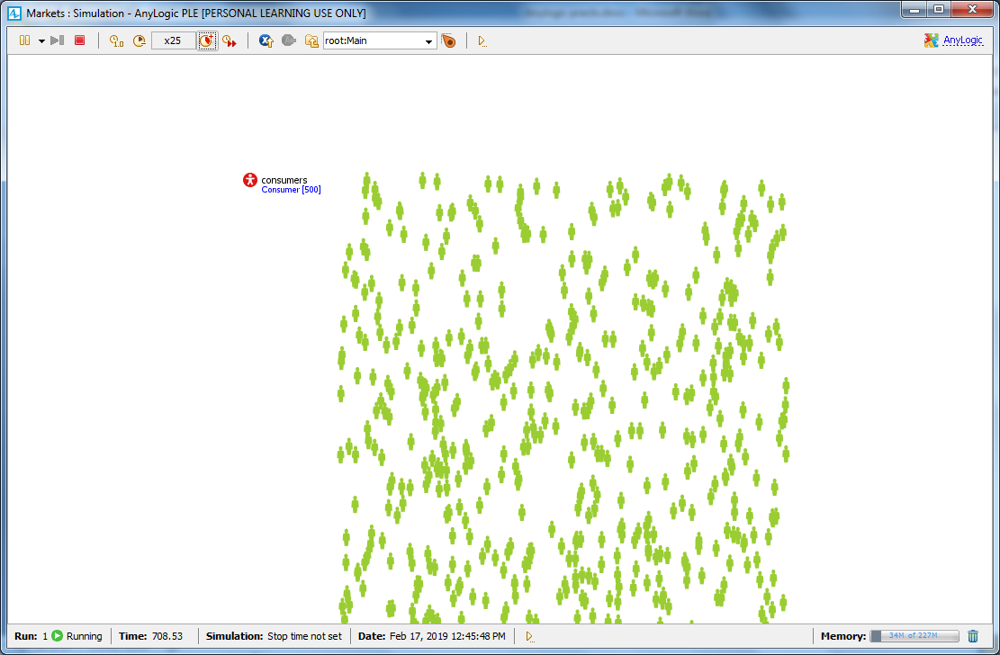 Markets : Simulation - AnyLogic PLE [PERSONAL LEARNING USE ONLY]
x25
root:Main
AnyLogic
consumers
Consumer [500]
Run: 1 Running Time: 708.53 Simulation: Stop time not set Date: Feb 17, 2019 12:45:48 PM Memory: 34M of 227M